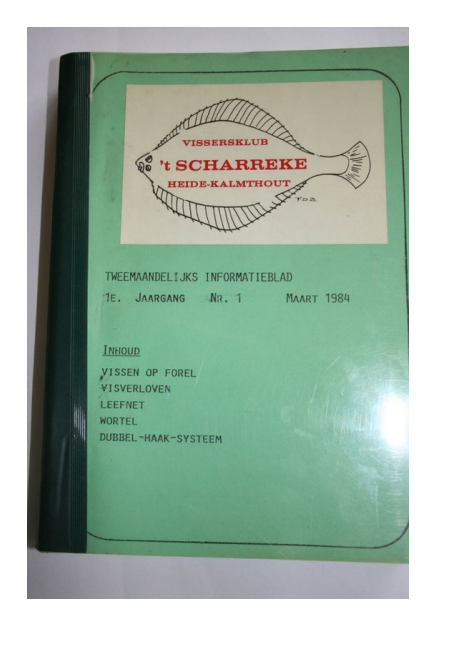 VISSERSKLUB
't SCHARREKE
HEIDE-KALMTHOUT
F.D.B.
TWEEMAANDELIJKS INFORMATIEBLAD
1E. JAARGANG NR. 1 MAART 1984
INHOUD
VISSEN OP FOREL
VISVERLOVEN
LEEFNET
WORTEL
DUBBEL-HAAK-SYSTEEM